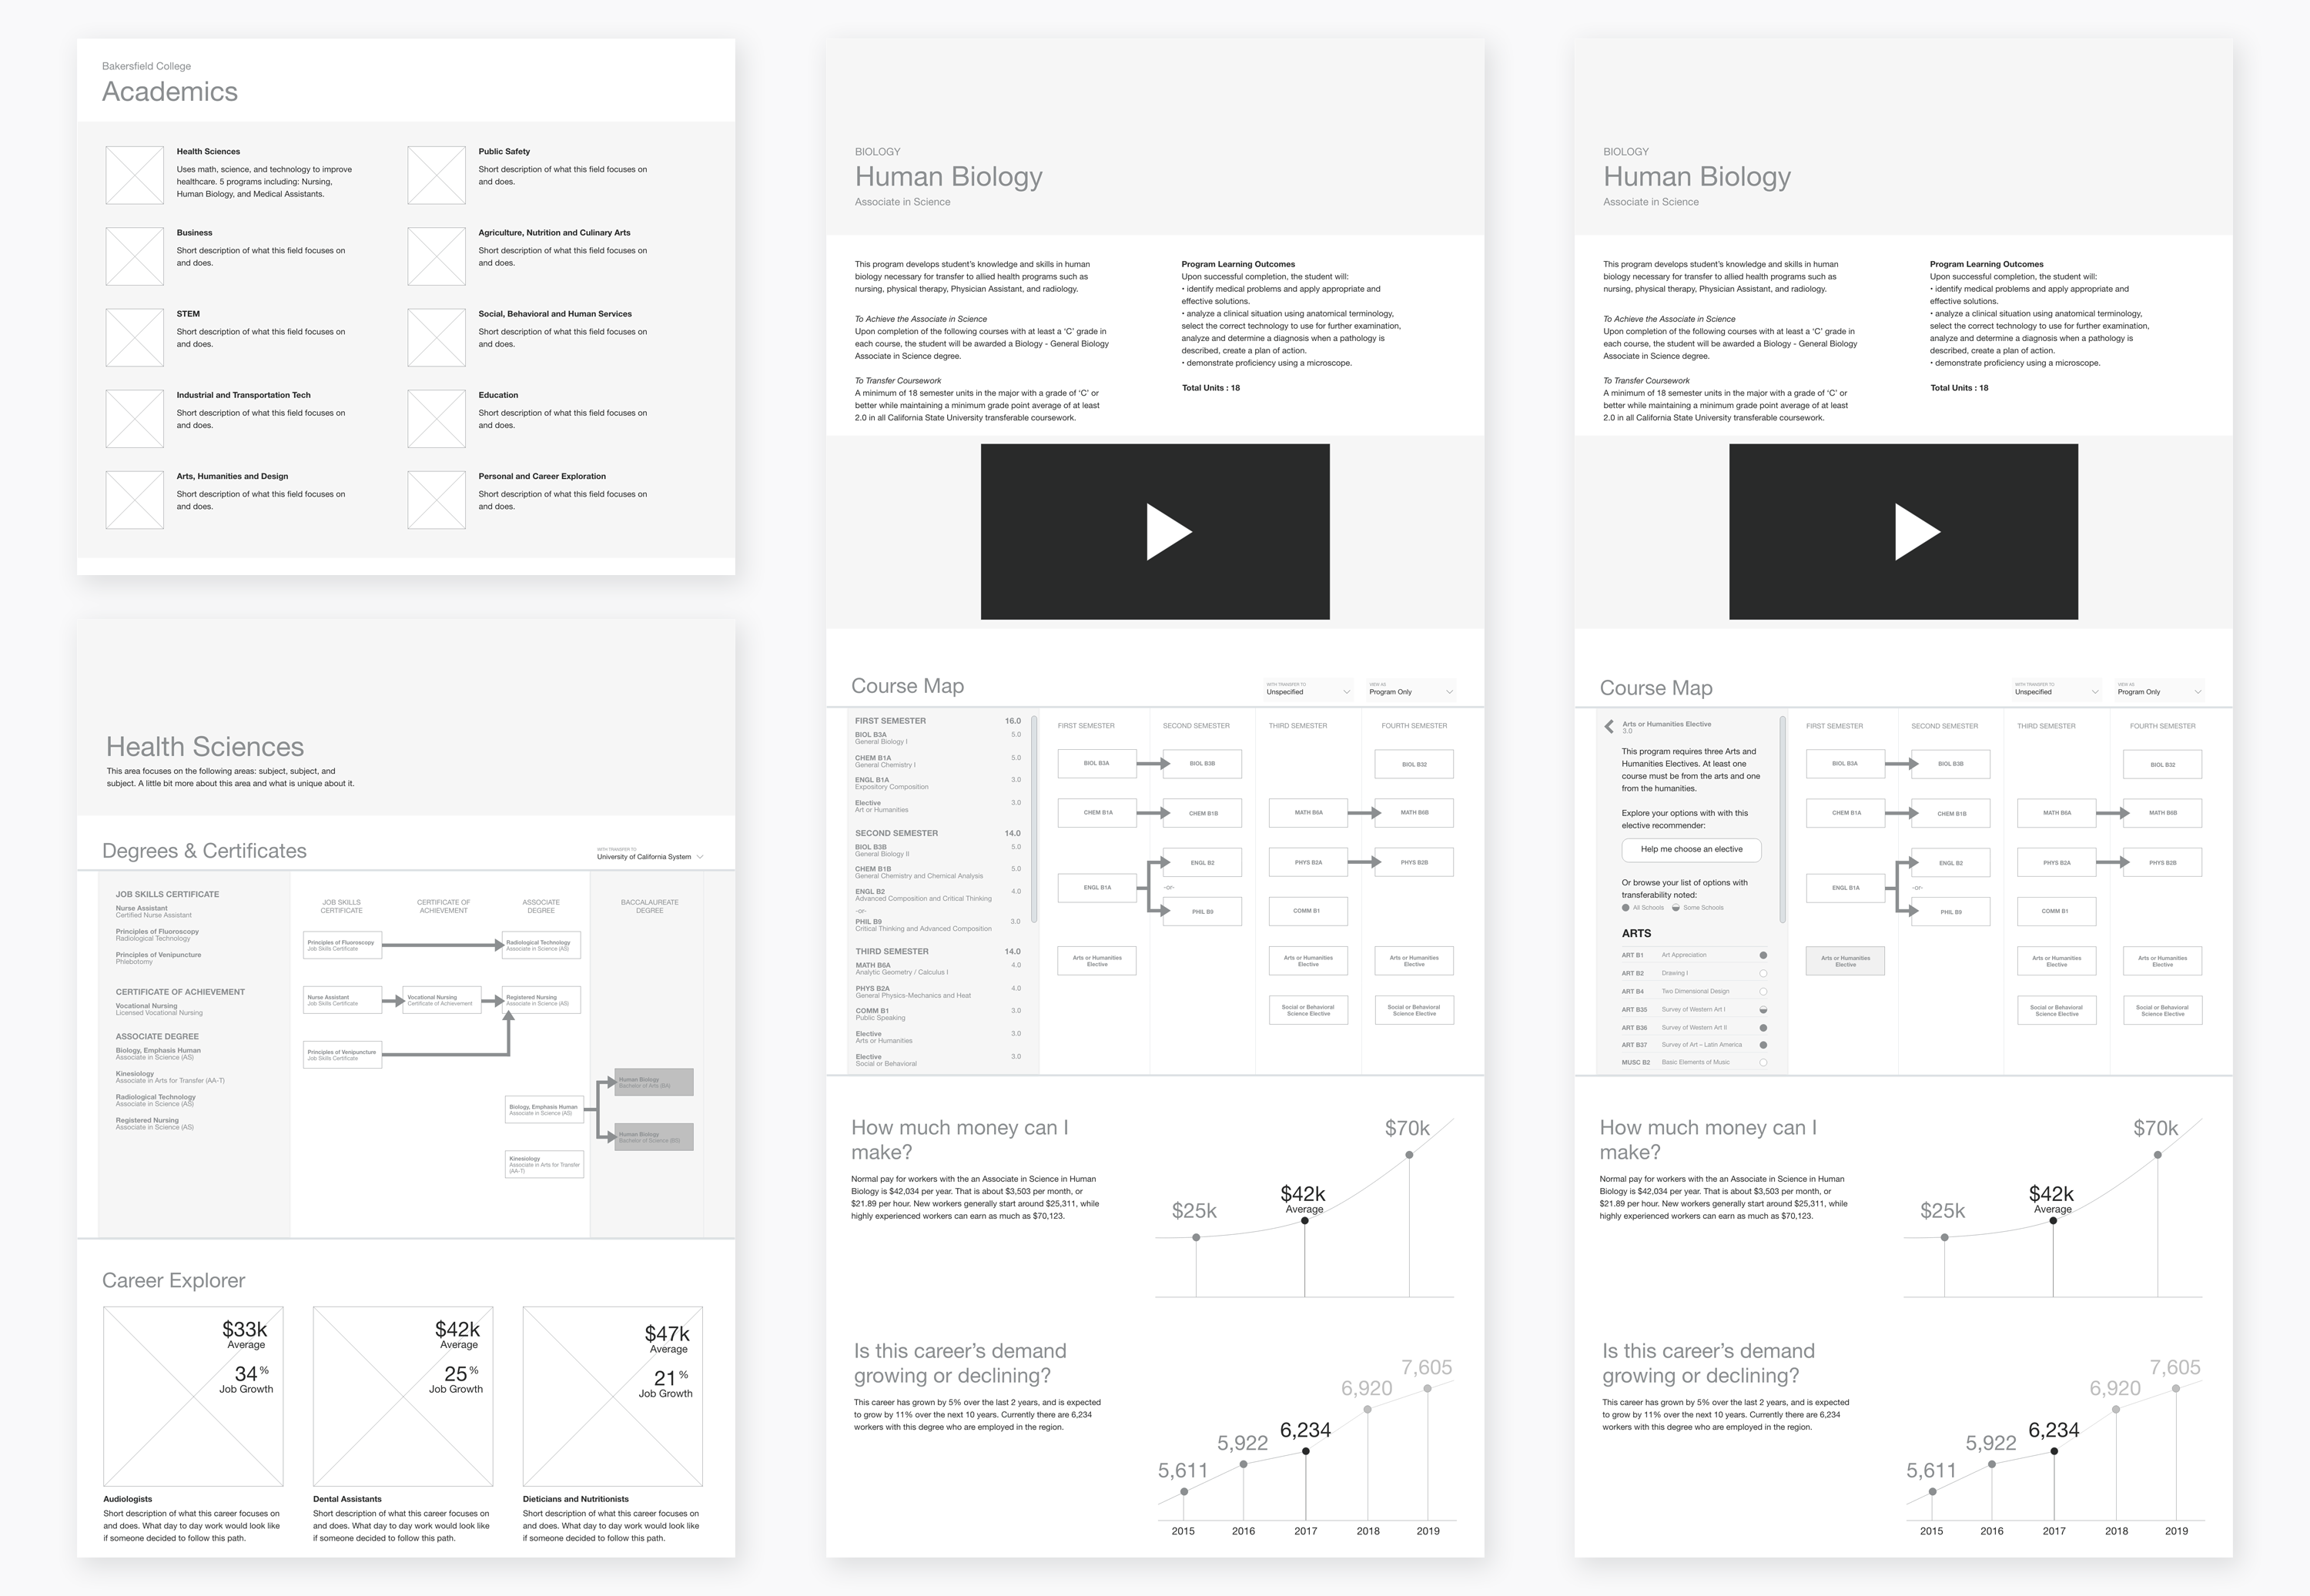 Bakersfield College
Academics
Health Sciences
Uses math, science, and technology to improve
healthcare. 5 programs including: Nursing,
Human Biology, and Medical Assistants.
Public Safety
Short description of what this field focuses on
and does.
Business
Short description of what this field focuses on
and does.
Agriculture, Nutrition and Culinary Arts
Short description of what this field focuses on
and does.
STEM
Short description of what this field focuses on
and does.
Social, Behavioral and Human Services
Short description of what this field focuses on
and does.
Industrial and Transportation Tech
Short description of what this field focuses on
and does.
Education
Short description of what this field focuses on
and does.
Arts, Humanities and Design
Short description of what this field focuses on
and does.
Personal and Career Exploration
Short description of what this field focuses on
and does.
Health Sciences
This area focuses on the following areas: subject, subject, and
subject. A little bit more about this area and what is unique about it.
Degrees & Certificates
WITH TRANSFER TO
University of California System
JOB SKILLS CERTIFICATE
Nurse Assistant
Certified Nurse Assistant
Principles of Fluoroscopy
Radiological Technology
Principles of Venipuncture
Phlebotomy
CERTIFICATE OF ACHIEVEMENT
Vocational Nursing
Licensed Vocational Nursing
ASSOCIATE DEGREE
Biology, Emphasis Human
Associate in Science (AS)
Kinesiology
Associate in Arts for Transfer (AA-T)
Radiological Technology
Associate in Science (AS)
Registered Nursing
Associate in Science (AS)
JOB SKILLS
CERTIFICATE
CERTIFICATE OF
ACHIEVEMENT
ASSOCIATE
DEGREE
BACCALAUREATE
DEGREE
Principles of Fluoroscopy
Job Skills Certificate
Radiological Technology
Associate in Science (AS)
Nurse Assistant
Job Skills Certificate
Vocational Nursing
Certificate of Achievement
Registered Nursing
Associate in Science (AS)
Principles of Venipuncture
Job Skills Certificate
Human Biology
Bachelor of Arts (BA)
Biology, Emphasis Human
Associate in Science (AS)
Human Biology
Bachelor of Science (BS)
Kinesiology
Associate in Arts for Transfer
(AA-T)
Career Explorer
$33k
Average
34%
Job Growth
$42k
Average
25%
Job Growth
$47k
Average
21%
Job Growth
Audiologists
Short description of what this career focuses on
and does. What day to day work would look like
if someone decided to follow this path.
Dental Assistants
Short description of what this career focuses on
and does. What day to day work would look like
if someone decided to follow this path.
Dieticians and Nutritionists
Short description of what this career focuses on
and does. What day to day work would look like
if someone decided to follow this path.
BIOLOGY
Human Biology
Associate in Science
This program develops student's knowledge and skills in human
biology necessary for transfer to allied health programs such as
nursing, physical therapy, Physician Assistant, and radiology.
To Achieve the Associate in Science
Upon completion of the following courses with at least a 'C' grade in
each course, the student will be awarded a Biology - General Biology
Associate in Science degree.
To Transfer Coursework
A minimum of 18 semester units in the major with a grade of 'C' or
better while maintaining a minimum grade point average of at least
2.0 in all California State University transferable coursework.
Program Learning Outcomes
Upon successful completion, the student will:
• identify medical problems and apply appropriate and
effective solutions.
• analyze a clinical situation using anatomical terminology,
select the correct technology to use for further examination,
analyze and determine a diagnosis when a pathology is
described, create a plan of action.
• demonstrate proficiency using a microscope.
Total Units : 18
Course Map
WITH TRANSFER TO
Unspecified
VIEW AS
Program Only
FIRST SEMESTER 16.0
BIOL B3A 5.0
General Biology I
CHEM B1A 5.0
General Chemistry I
ENGL B1A 3.0
Expository Composition
Elective 3.0
Art or Humanities
SECOND SEMESTER 14.0
BIOL B3B 5.0
General Biology II
CHEM B1B 5.0
General Chemistry and Chemical Analysis
ENGL B2 4.0
Advanced Composition and Critical Thinking
-or-
PHIL B9 3.0
Critical Thinking and Advanced Composition
THIRD SEMESTER 14.0
MATH B6A 4.0
Analytic Geometry / Calculus I
PHYS B2A 4.0
General Physics-Mechanics and Heat
COMM B1 3.0
Public Speaking
Elective 3.0
Arts or Humanities
Elective 3.0
Social or Behavioral
FIRST SEMESTER SECOND SEMESTER THIRD SEMESTER FOURTH SEMESTER
BIOL B3A BIOL B3B BIOL B32
CHEM B1A CHEM B1B MATH B6A MATH B6B
ENGL B2 PHYS B2A PHYS B2B
ENGL B1A -or-
PHIL B9 COMM B1
Arts or Humanities
Elective
Arts or Humanities
Elective
Arts or Humanities
Elective
Social or Behavioral
Science Elective
Social or Behavioral
Science Elective
How much money can I
make?
Normal pay for workers with the an Associate in Science in Human
Biology is $42,034 per year. That is about $3,503 per month, or
$21.89 per hour. New workers generally start around $25,311, while
highly experienced workers can earn as much as $70,123.
$25k
$42k
Average
$70k
Is this career's demand
growing or declining?
This career has grown by 5% over the last 2 years, and is expected
to grow by 11% over the next 10 years. Currently there are 6,234
workers with this degree who are employed in the region.
5,611
5,922
6,234
6,920
7,605
2015 2016 2017 2018 2019
BIOLOGY
Human Biology
Associate in Science
This program develops student's knowledge and skills in human
biology necessary for transfer to allied health programs such as
nursing, physical therapy, Physician Assistant, and radiology.
To Achieve the Associate in Science
Upon completion of the following courses with at least a 'C' grade in
each course, the student will be awarded a Biology - General Biology
Associate in Science degree.
To Transfer Coursework
A minimum of 18 semester units in the major with a grade of 'C' or
better while maintaining a minimum grade point average of at least
2.0 in all California State University transferable coursework.
Program Learning Outcomes
Upon successful completion, the student will:
• identify medical problems and apply appropriate and
effective solutions.
• analyze a clinical situation using anatomical terminology,
select the correct technology to use for further examination,
analyze and determine a diagnosis when a pathology is
described, create a plan of action.
• demonstrate proficiency using a microscope.
Total Units : 18
Course Map
WITH TRANSFER TO
Unspecified
VIEW AS
Program Only
Arts or Humanities Elective
3.0
This program requires three Arts and
Humanities Electives. At least one
course must be from the arts and one
from the humanities.
Explore your options with with this
elective recommender:
Help me choose an elective
Or browse your list of options with
transferability noted:
All Schools Some Schools
ARTS
ART B1 Art Appreciation
ART B2 Drawing I
ART B4 Two Dimensional Design
ART B35 Survey of Western Art I
ART B36 Survey of Western Art II
ART B37 Survey of Art – Latin America
MUSC B2 Basic Elements of Music
FIRST SEMESTER SECOND SEMESTER THIRD SEMESTER FOURTH SEMESTER
BIOL B3A BIOL B3B BIOL B32
CHEM B1A CHEM B1B MATH B6A MATH B6B
ENGL B2 PHYS B2A PHYS B2B
ENGL B1A -or-
PHIL B9 COMM B1
Arts or Humanities
Elective
Arts or Humanities
Elective
Arts or Humanities
Elective
Social or Behavioral
Science Elective
Social or Behavioral
Science Elective
How much money can I
make?
Normal pay for workers with the an Associate in Science in Human
Biology is $42,034 per year. That is about $3,503 per month, or
$21.89 per hour. New workers generally start around $25,311, while
highly experienced workers can earn as much as $70,123.
$25k
$42k
Average
$70k
Is this career's demand
growing or declining?
This career has grown by 5% over the last 2 years, and is expected
to grow by 11% over the next 10 years. Currently there are 6,234
workers with this degree who are employed in the region.
5,611
5,922
6,234
6,920
7,605
2015 2016 2017 2018 2019